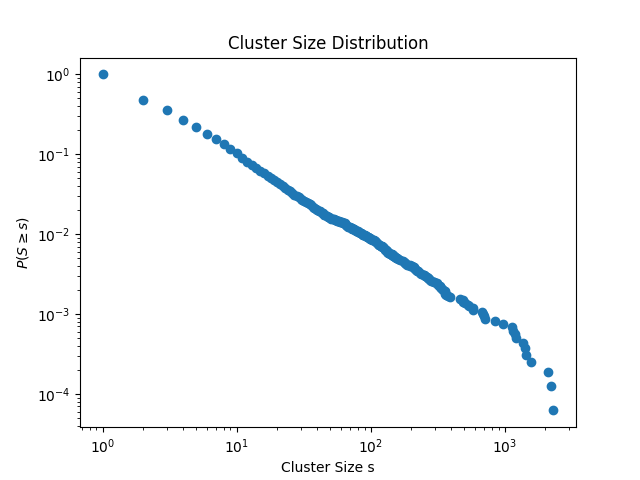 Cluster Size Distribution
P(S ≥ s)
10⁰
10⁻¹
10⁻²
10⁻³
10⁻⁴
10⁰ 10¹ 10² 10³
Cluster Size s